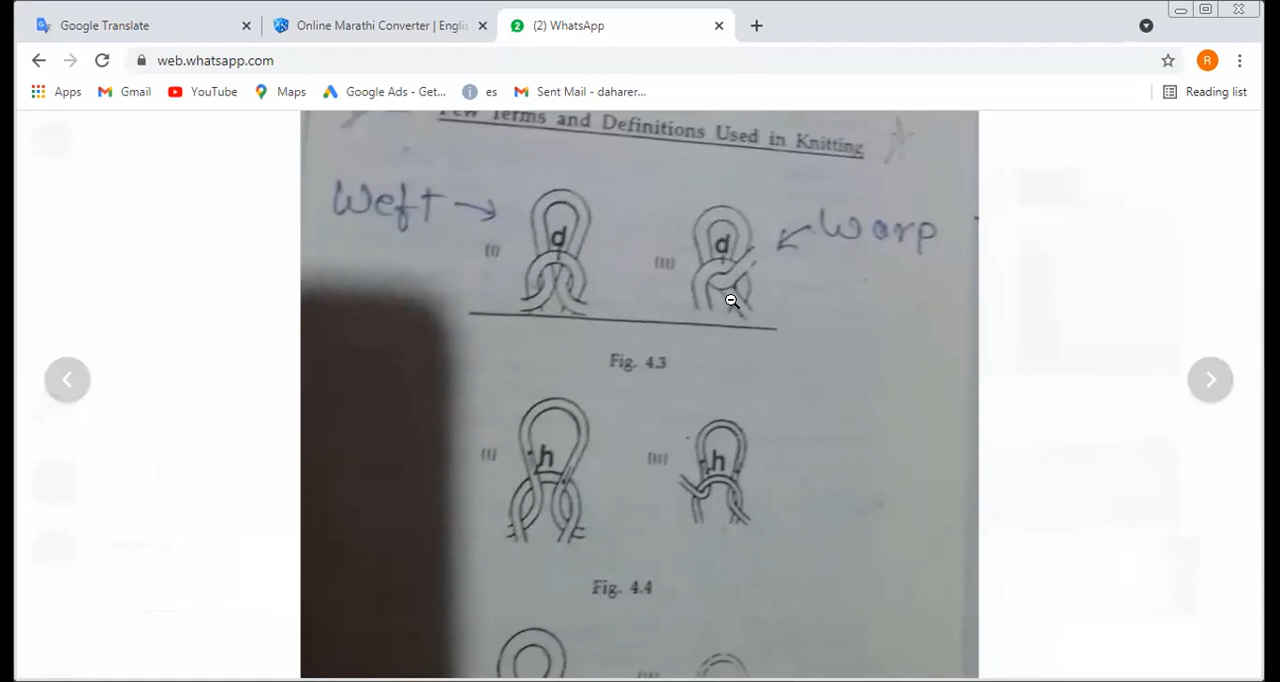 Google Translate
Online Marathi Converter | Englis
2
(2) WhatsApp
web.whatsapp.com
R
Apps
Gmail
YouTube
Maps
Google Ads - Get...
es
Sent Mail - daharer...
Reading list
Few Terms and Definitions Used in Knitting
Weft →
(i)
d
(ii)
d
Warp
Fig. 4.3
(i)
h
h
Fig. 4.4